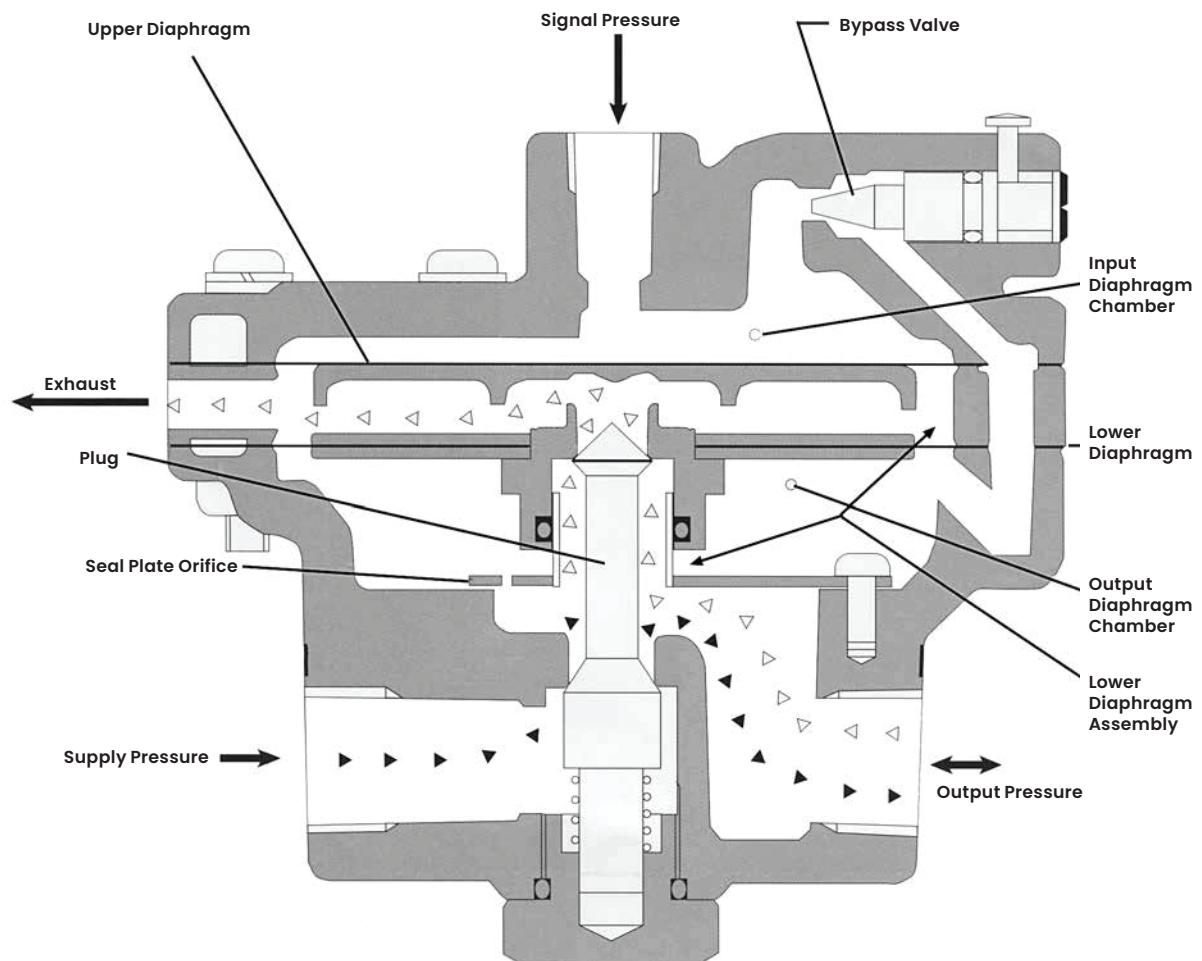 Signal Pressure
Bypass Valve
Upper Diaphragm
Input
Diaphragm
Chamber
Exhaust
Lower
Diaphragm
Plug
Seal Plate Orifice
Output
Diaphragm
Chamber
Lower
Diaphragm
Assembly
Supply Pressure
Output Pressure